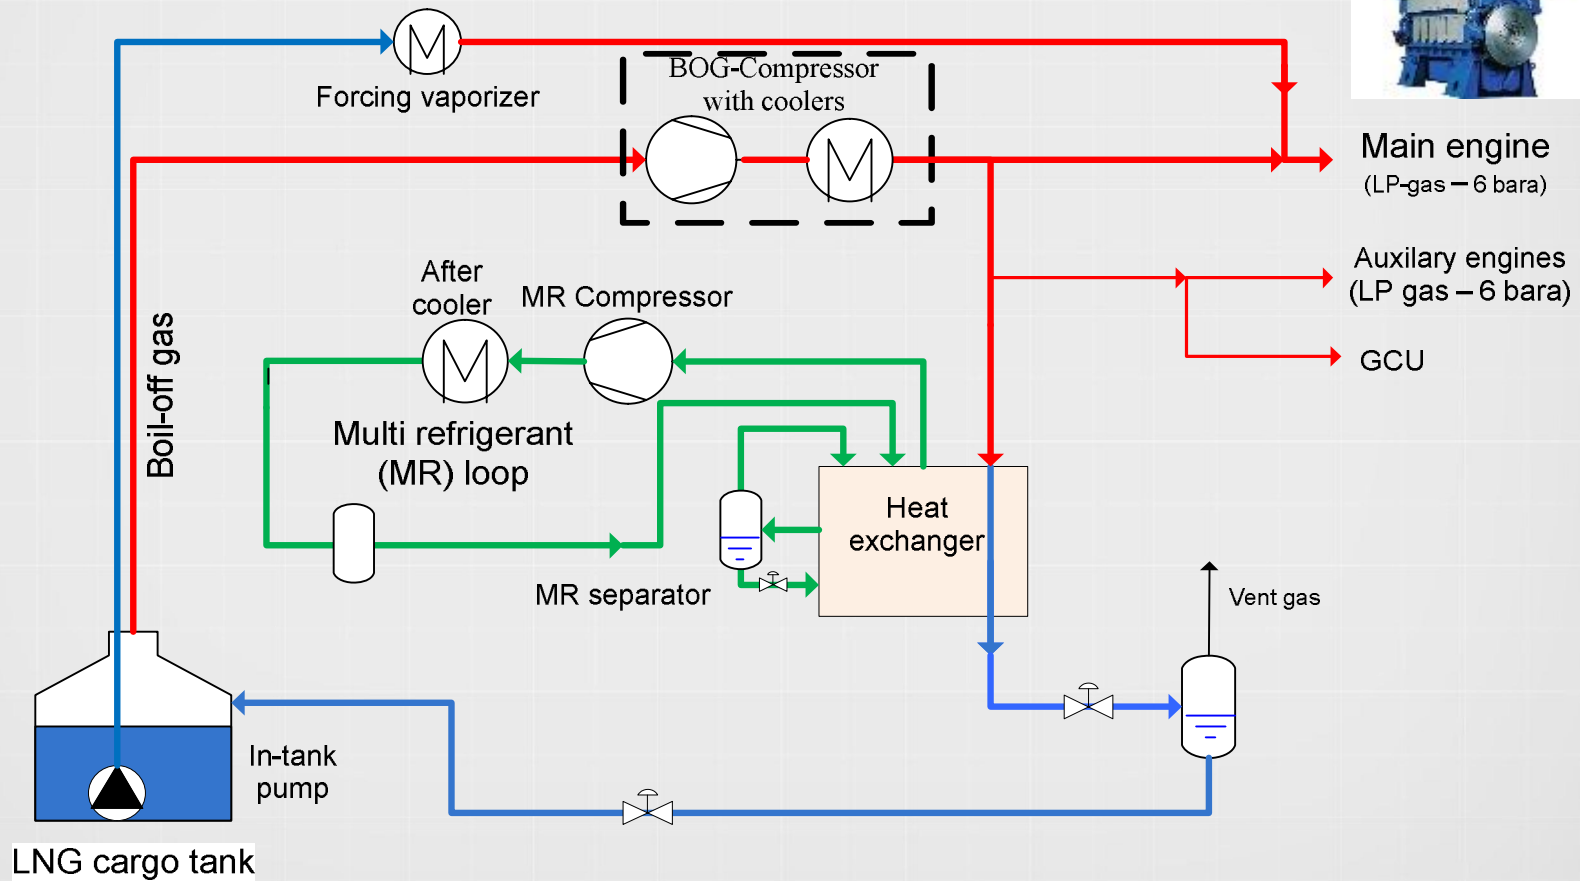 Forcing vaporizer
BOG-Compressor
with coolers
Main engine
(LP-gas – 6 bara)
Auxilary engines
(LP gas – 6 bara)
GCU
After
cooler
MR Compressor
Boil-off gas
Multi refrigerant
(MR) loop
Heat
exchanger
MR separator
Vent gas
In-tank
pump
LNG cargo tank